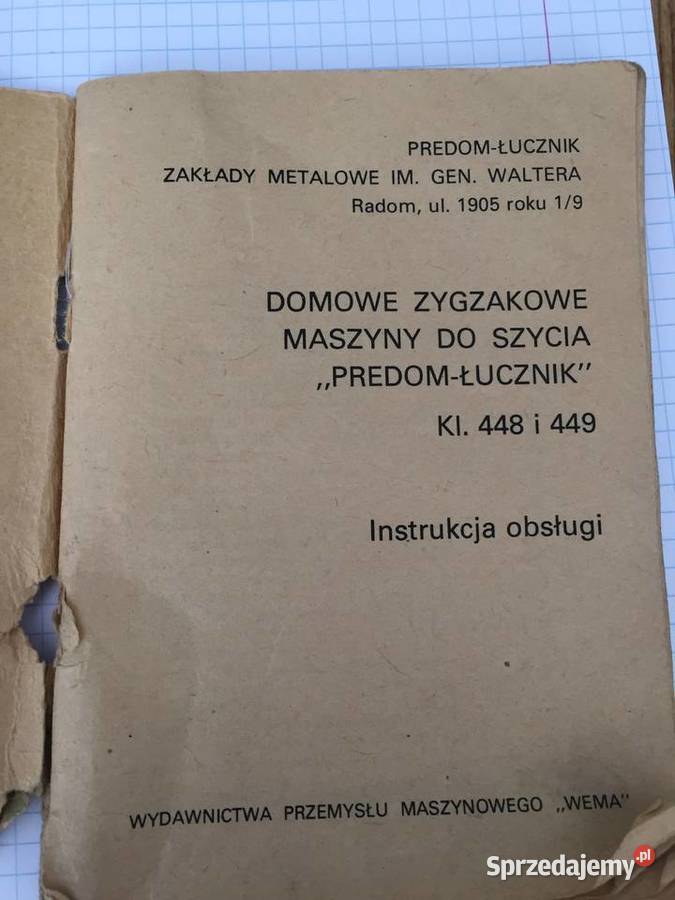 PREDOM-ŁUCZNIK
ZAKŁADY METALOWE IM. GEN. WALTERA
Radom, ul. 1905 roku 1/9
DOMOWE ZYGZAKOWE
MASZYNY DO SZYCIA
„PREDOM-ŁUCZNIK"
Kl. 448 i 449
Instrukcja obsługi
WYDAWNICTWA PRZEMYSŁU MASZYNOWEGO „WEMA"
Sprzedajemy.pl